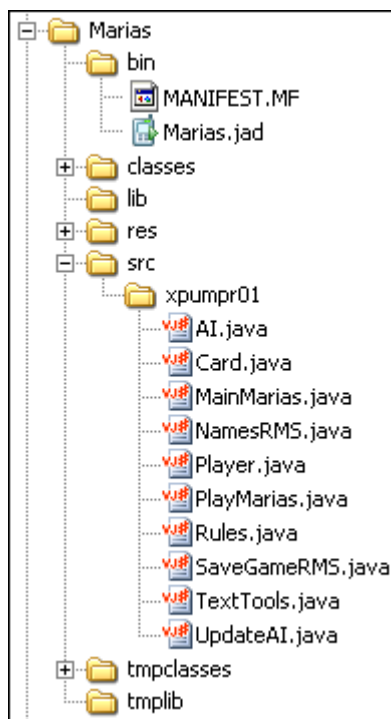 Marias
bin
MANIFEST.MF
Marias.jad
classes
lib
res
src
xpumpr01
AI.java
Card.java
MainMarias.java
NamesRMS.java
Player.java
PlayMarias.java
Rules.java
SaveGameRMS.java
TextTools.java
UpdateAI.java
tmpclasses
tmplib